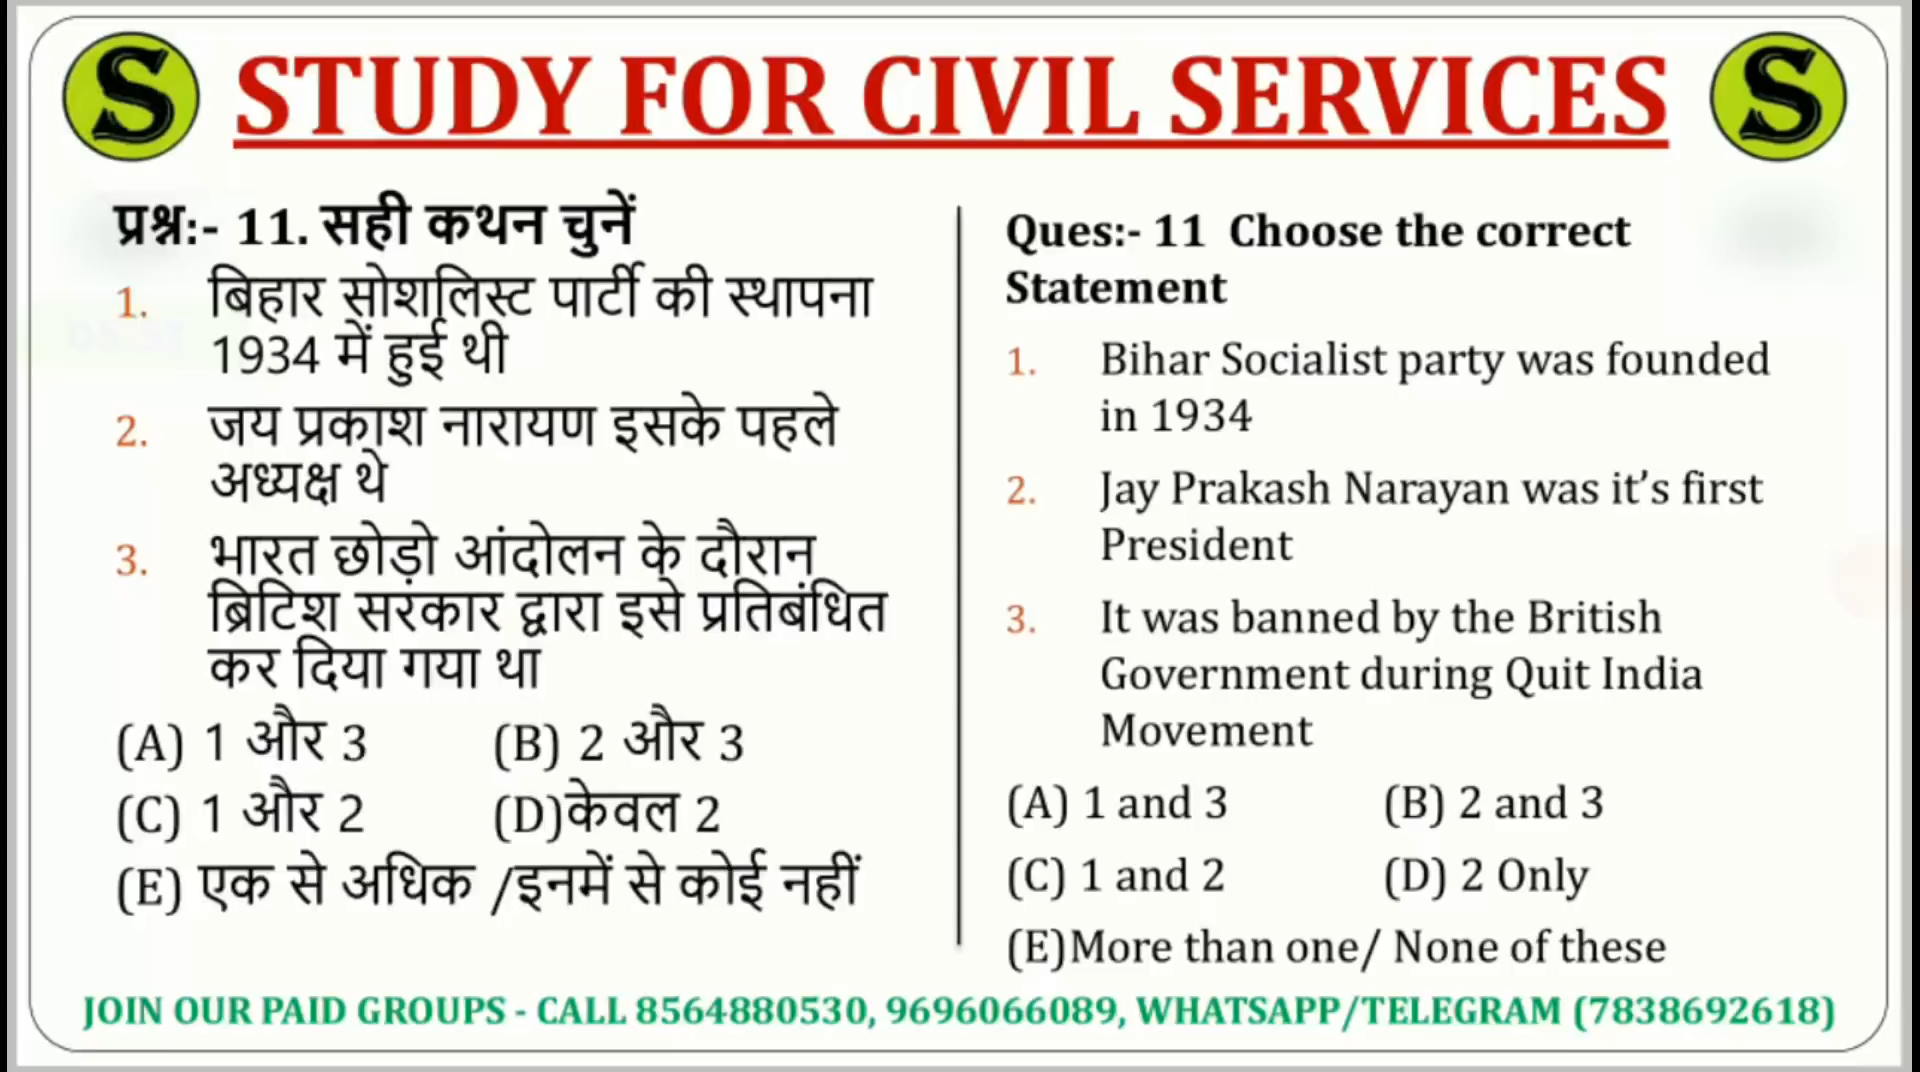 S STUDY FOR CIVIL SERVICES S
प्रश्न:- 11. सही कथन चुनें
1. बिहार सोशलिस्ट पार्टी की स्थापना
1934 में हुई थी
2. जय प्रकाश नारायण इसके पहले
अध्यक्ष थे
3. भारत छोड़ो आंदोलन के दौरान
ब्रिटिश सरकार द्वारा इसे प्रतिबंधित
कर दिया गया था
(A) 1 और 3 (B) 2 और 3
(C) 1 और 2 (D)केवल 2
(E) एक से अधिक /इनमें से कोई नहीं
Ques:- 11 Choose the correct
Statement
1. Bihar Socialist party was founded
in 1934
2. Jay Prakash Narayan was it’s first
President
3. It was banned by the British
Government during Quit India
Movement
(A) 1 and 3 (B) 2 and 3
(C) 1 and 2 (D) 2 Only
(E)More than one/ None of these
JOIN OUR PAID GROUPS - CALL 8564880530, 9696066089, WHATSAPP/TELEGRAM (7838692618)